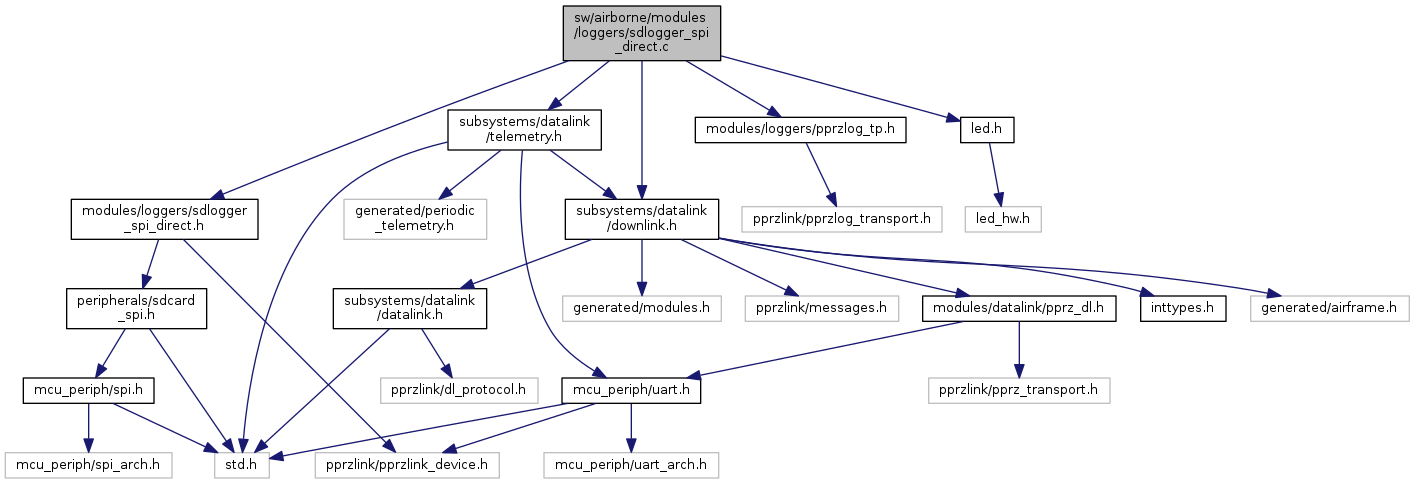 sw/airborne/modules
/loggers/sdlogger_spi
_direct.c
subsystems/datalink
/telemetry.h
modules/loggers/pprzlog_tp.h
led.h
modules/loggers/sdlogger
_spi_direct.h
generated/periodic
_telemetry.h
subsystems/datalink
/downlink.h
pprzlink/pprzlog_transport.h
led_hw.h
peripherals/sdcard
_spi.h
subsystems/datalink
/datalink.h
generated/modules.h
pprzlink/messages.h
modules/datalink/pprz_dl.h
inttypes.h
generated/airframe.h
mcu_periph/spi.h
pprzlink/dl_protocol.h
mcu_periph/uart.h
pprzlink/pprz_transport.h
mcu_periph/spi_arch.h
std.h
pprzlink/pprzlink_device.h
mcu_periph/uart_arch.h